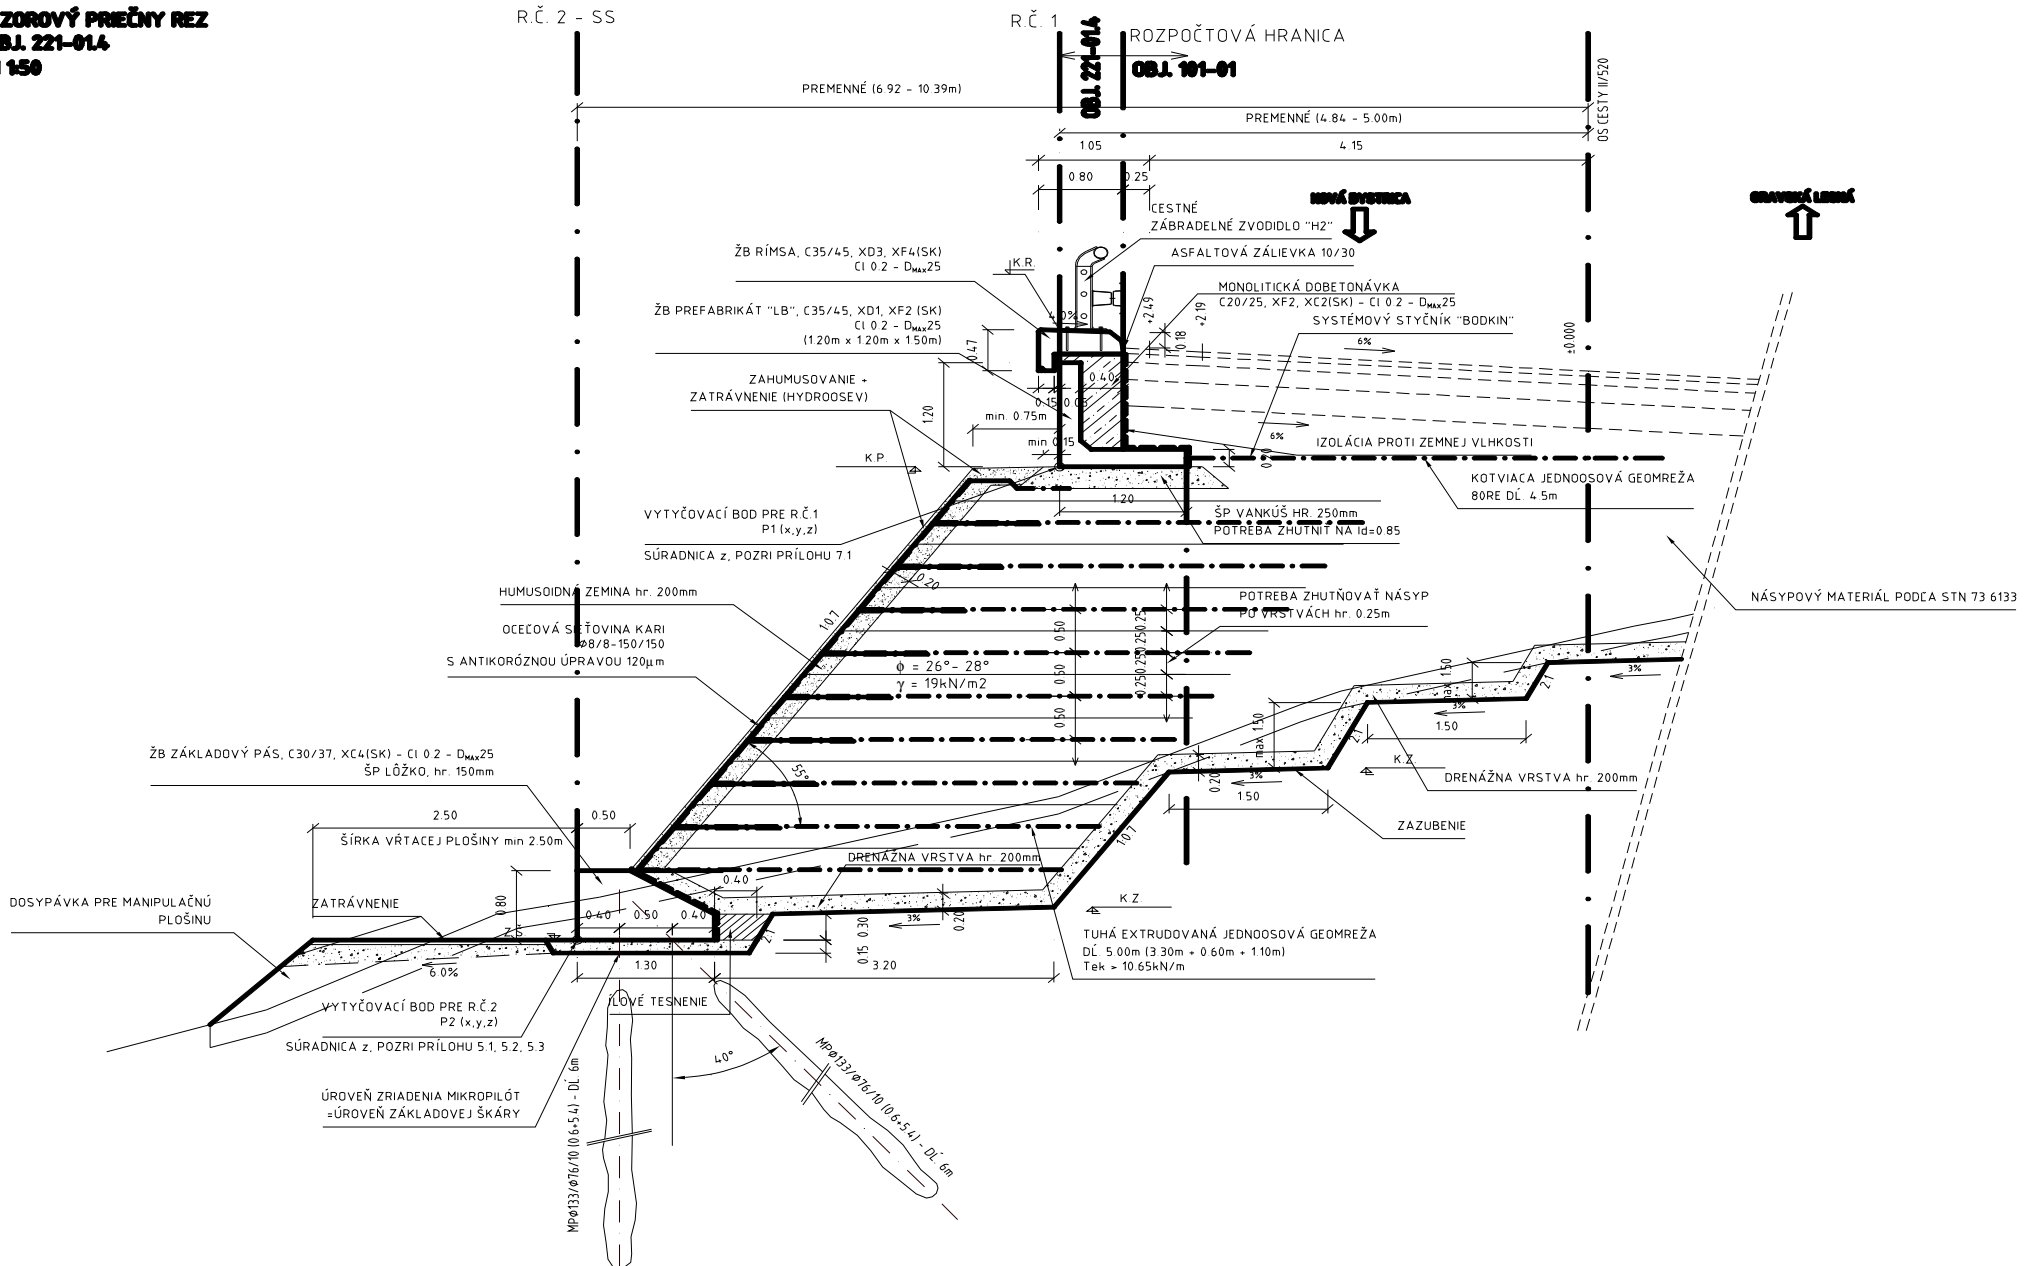 ZOROVÝ PRIEČNY REZ
BJ. 221-01.4
1:50
R.Č. 2 - SS
R.Č. 1
OBJ. 221-01.4
ROZPOČTOVÁ HRANICA
OBJ. 101-01
OS CESTY II/520
PREMENNÉ (6.92 - 10.39m)
PREMENNÉ (4.84 - 5.00m)
1.05
4.15
0.80
0.25
NOVÁ BYSTRICA
ORAVSKÁ LESNÁ
CESTNÉ
ZÁBRADELNÉ ZVODIDLO "H2"
ASFALTOVÁ ZÁLIEVKA 10/30
MONOLITICKÁ DOBETONÁVKA
C20/25, XF2, XC2(SK) - Cl 0.2 - DMAX25
SYSTÉMOVÝ STYČNÍK "BODKIN"
ŽB RÍMSA, C35/45, XD3, XF4(SK)
Cl 0.2 - DMAX25
K.R.
ŽB PREFABRIKÁT "LB", C35/45, XD1, XF2 (SK)
Cl 0.2 - DMAX25
(1.20m x 1.20m x 1.50m)
4.0%
+2.49
0.18
+2.19
±0.000
6%
0.47
ZAHUMUSOVANIE +
ZATRÁVNENIE (HYDROOSEV)
1.20
0.40
0.15
min. 0.75m
min 0.15
6%
K.P.
IZOLÁCIA PROTI ZEMNEJ VLHKOSTI
KOTVIACA JEDNOOSOVÁ GEOMREŽA
80RE DĹ. 4.5m
1.20
VYTYČOVACÍ BOD PRE R.Č.1
P1 (x,y,z)
SÚRADNICA z, POZRI PRÍLOHU 7.1
ŠP VANKÚŠ HR. 250mm
POTREBA ZHUTNIT NA Id=0.85
0.20
HUMUSOIDNÁ ZEMINA hr. 200mm
1:0.7
POTREBA ZHUTŇOVAŤ NÁSYP
PO VRSTVÁCH hr. 0.25m
NÁSYPOVÝ MATERIÁL PODĽA STN 73 6133
OCEĽOVÁ SIEŤOVINA KARI
ø8/8-150/150
S ANTIKORÓZNOU ÚPRAVOU 120µm
ϕ = 26°- 28°
γ = 19kN/m2
0.50
0.50
0.50
0.25
0.25
0.25
0.25
max. 1.50
2:1
3%
3%
1.50
max. 1.50
2:1
K.Z.
3%
0.20
1.50
DRENÁŽNA VRSTVA hr. 200mm
ZAZUBENIE
ŽB ZÁKLADOVÝ PÁS, C30/37, XC4(SK) - Cl 0.2 - DMAX25
ŠP LÔŽKO, hr. 150mm
55°
1:0.7
2.50
0.50
ŠÍRKA VŔTACEJ PLOŠINY min 2.50m
DRENÁŽNA VRSTVA hr. 200mm
0.40
DOSYPÁVKA PRE MANIPULAČNÚ
PLOŠINU
ZATRÁVNENIE
0.80
0.40
0.50
0.40
3%
0.20
K.Z.
2:1
0.30
0.15
6.0%
1.30
3.20
TUHÁ EXTRUDOVANÁ JEDNOOSOVÁ GEOMREŽA
DĹ. 5.00m (3.30m + 0.60m + 1.10m)
Tek > 10.65kN/m
ÍLOVÉ TESNENIE
VYTYČOVACÍ BOD PRE R.Č.2
P2 (x,y,z)
SÚRADNICA z, POZRI PRÍLOHU 5.1, 5.2, 5.3
40°
MPø133/ø76/10 (0.6+5.4) - DĹ. 6m
MPø133/ø76/10 (0.6+5.4) - DĹ. 6m
ÚROVEŇ ZRIADENIA MIKROPILÓT
=ÚROVEŇ ZÁKLADOVEJ ŠKÁRY